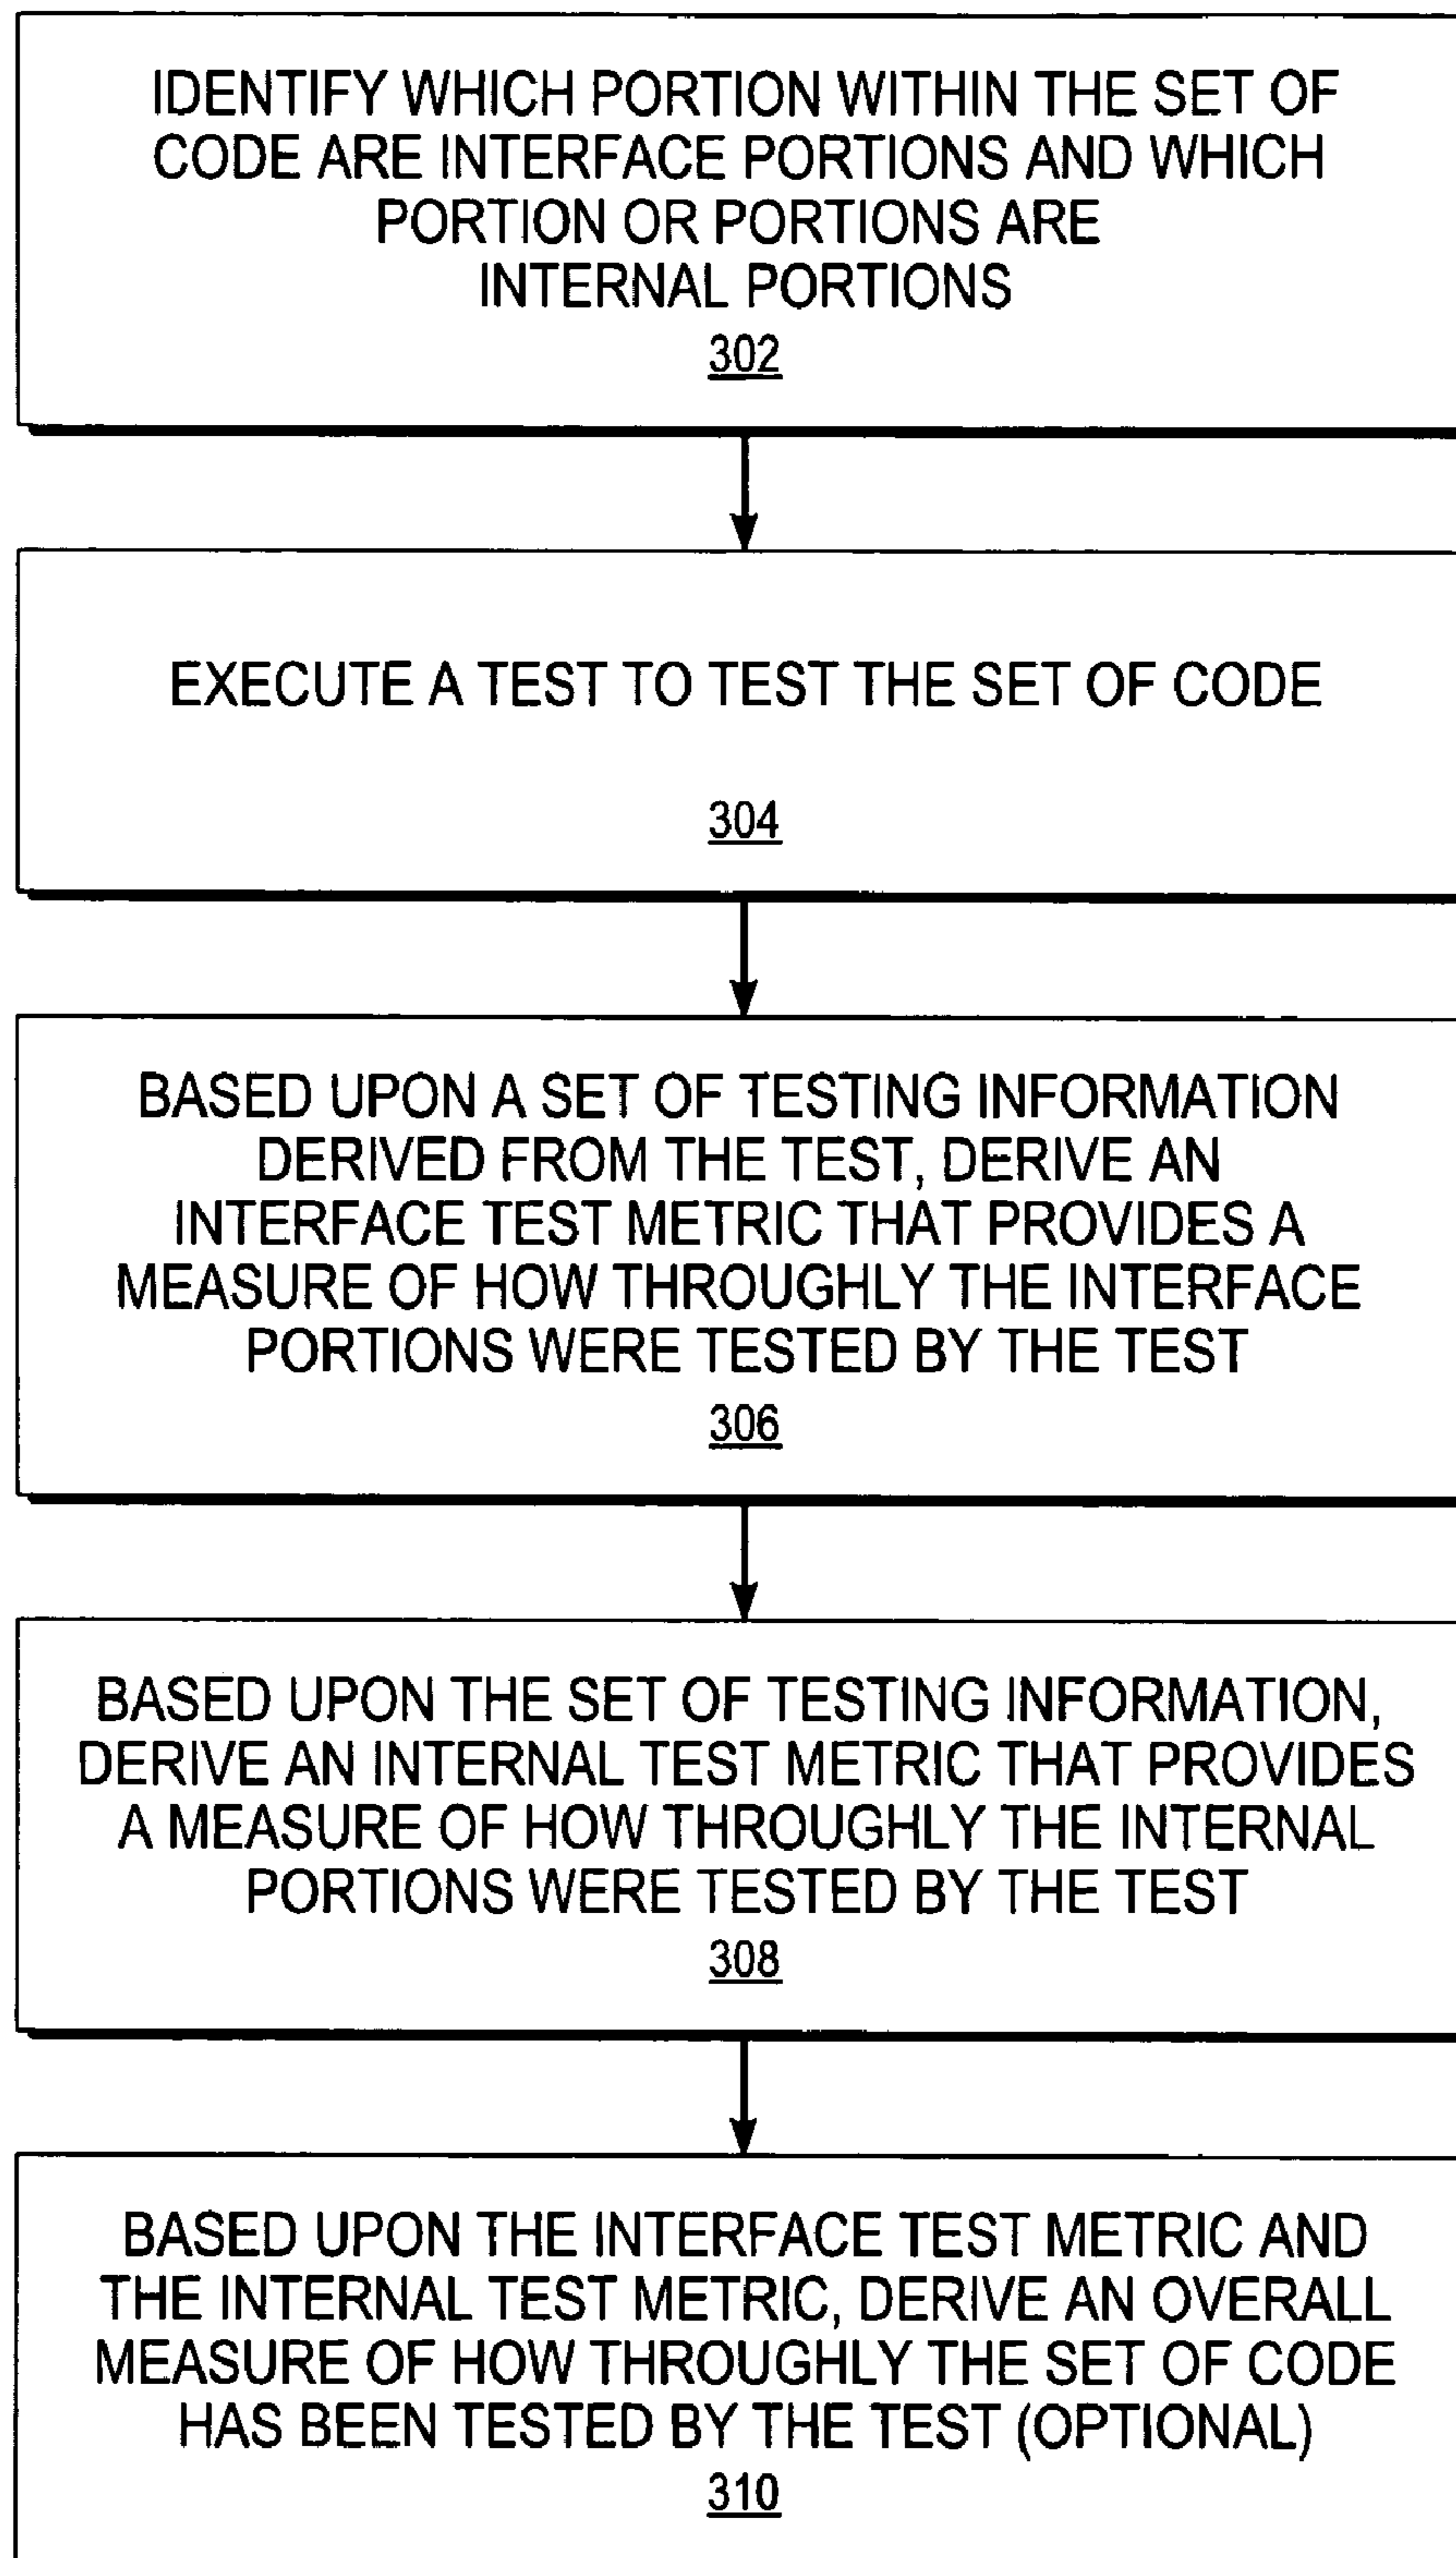 IDENTIFY WHICH PORTION WITHIN THE SET OF
CODE ARE INTERFACE PORTIONS AND WHICH
PORTION OR PORTIONS ARE
INTERNAL PORTIONS
302
EXECUTE A TEST TO TEST THE SET OF CODE
304
BASED UPON A SET OF TESTING INFORMATION
DERIVED FROM THE TEST, DERIVE AN
INTERFACE TEST METRIC THAT PROVIDES A
MEASURE OF HOW THROUGHLY THE INTERFACE
PORTIONS WERE TESTED BY THE TEST
306
BASED UPON THE SET OF TESTING INFORMATION,
DERIVE AN INTERNAL TEST METRIC THAT PROVIDES
A MEASURE OF HOW THROUGHLY THE INTERNAL
PORTIONS WERE TESTED BY THE TEST
308
BASED UPON THE INTERFACE TEST METRIC AND
THE INTERNAL TEST METRIC, DERIVE AN OVERALL
MEASURE OF HOW THROUGHLY THE SET OF CODE
HAS BEEN TESTED BY THE TEST (OPTIONAL)
310